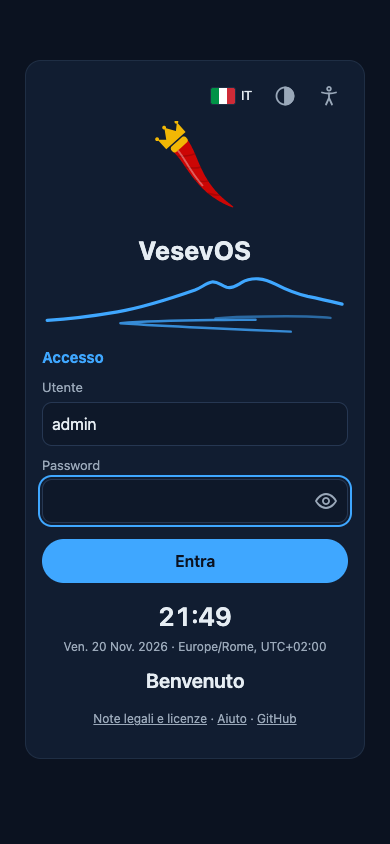 IT
VesevOS
Accesso
Utente
admin
Password
Entra
21:49
Ven. 20 Nov. 2026 · Europe/Rome, UTC+02:00
Benvenuto
Note legali e licenze · Aiuto · GitHub